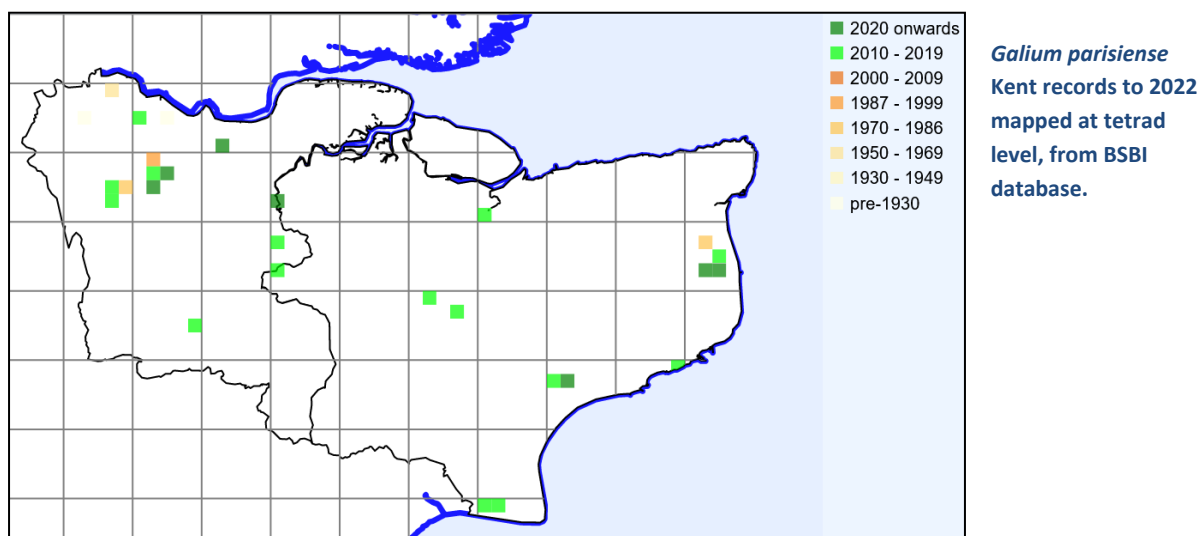 2020 onwards
2010 - 2019
2000 - 2009
1987 - 1999
1970 - 1986
1950 - 1969
1930 - 1949
pre-1930
Galium parisiense
Kent records to 2022
mapped at tetrad
level, from BSBI
database.